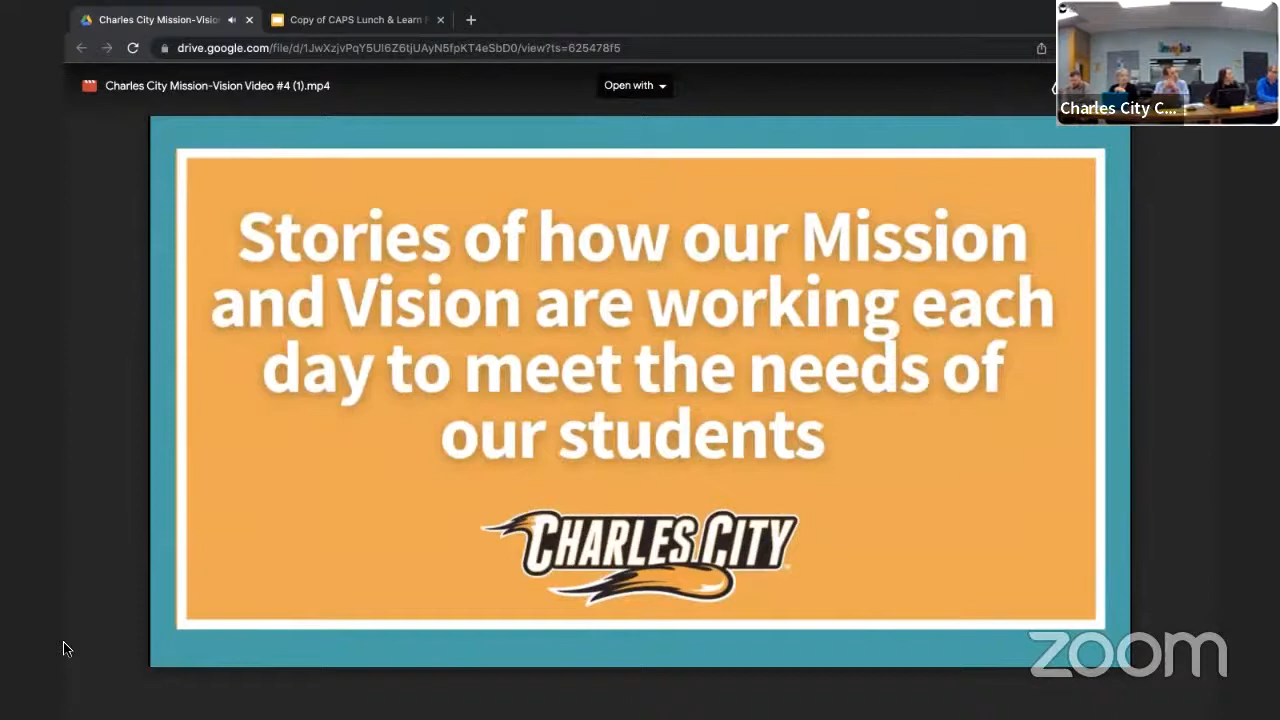 Charles City Mission-Visio
Copy of CAPS Lunch & Learn
drive.google.com/file/d/1JwXzjvPqY5Ul6Z6tjUAyN5fpKT4eSbD0/view?ts=625478f5
Charles City Mission-Vision Video #4 (1).mp4
Open with
imagine
Charles City C...
Stories of how our Mission
and Vision are working each
day to meet the needs of
our students
CHARLES CITY
zoom